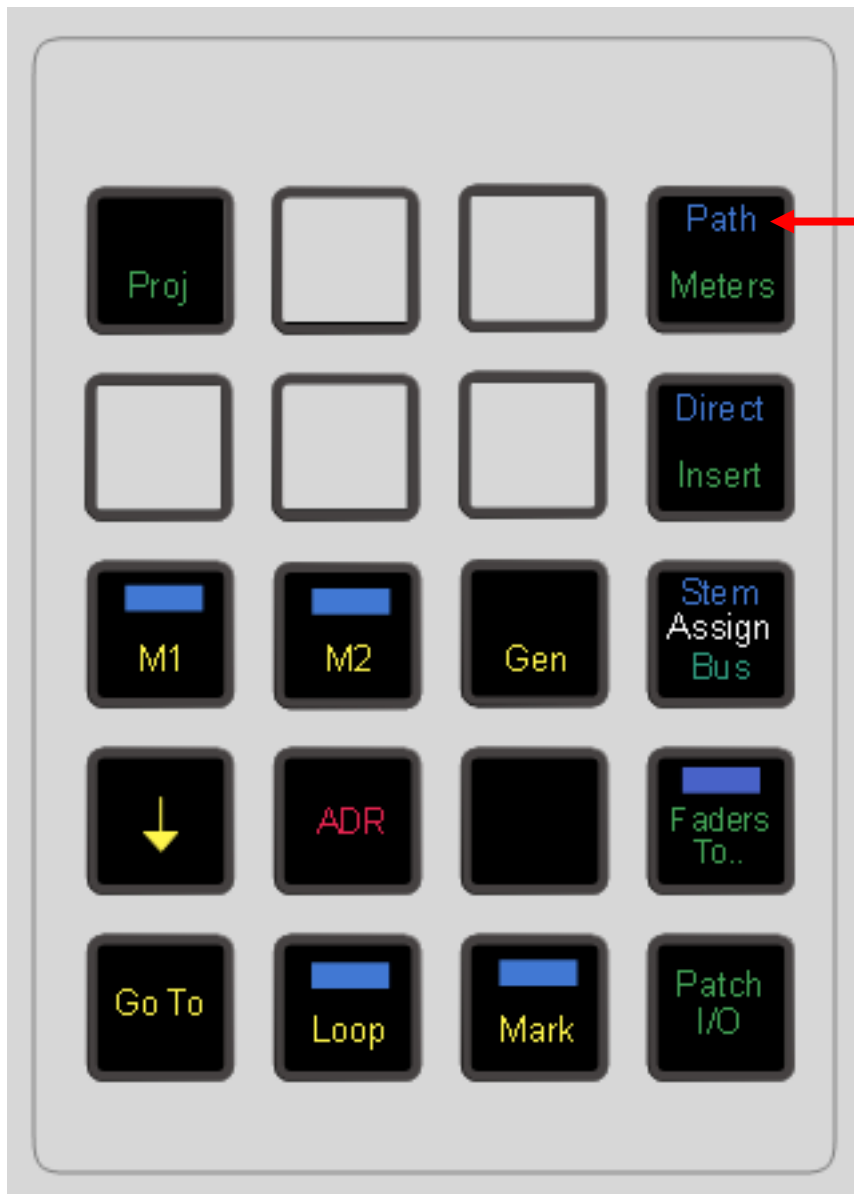 Path
Proj
Meters
Direct
Insert
M1
M2
Gen
Stem
Assign
Bus
ADR
Faders
To..
Go To
Loop
Mark
Patch
I/O